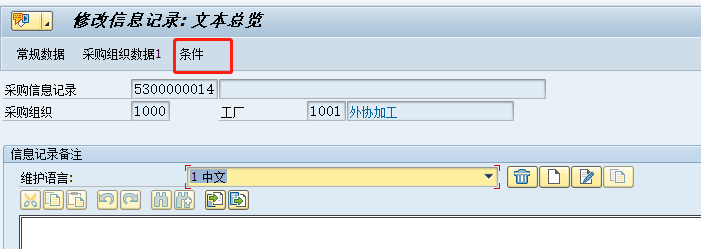 修改信息记录: 文本总览
常规数据 采购组织数据1 条件
采购信息记录 5300000014
采购组织 1000 工厂 1001 外协加工
信息记录备注
维护语言: 1 中文